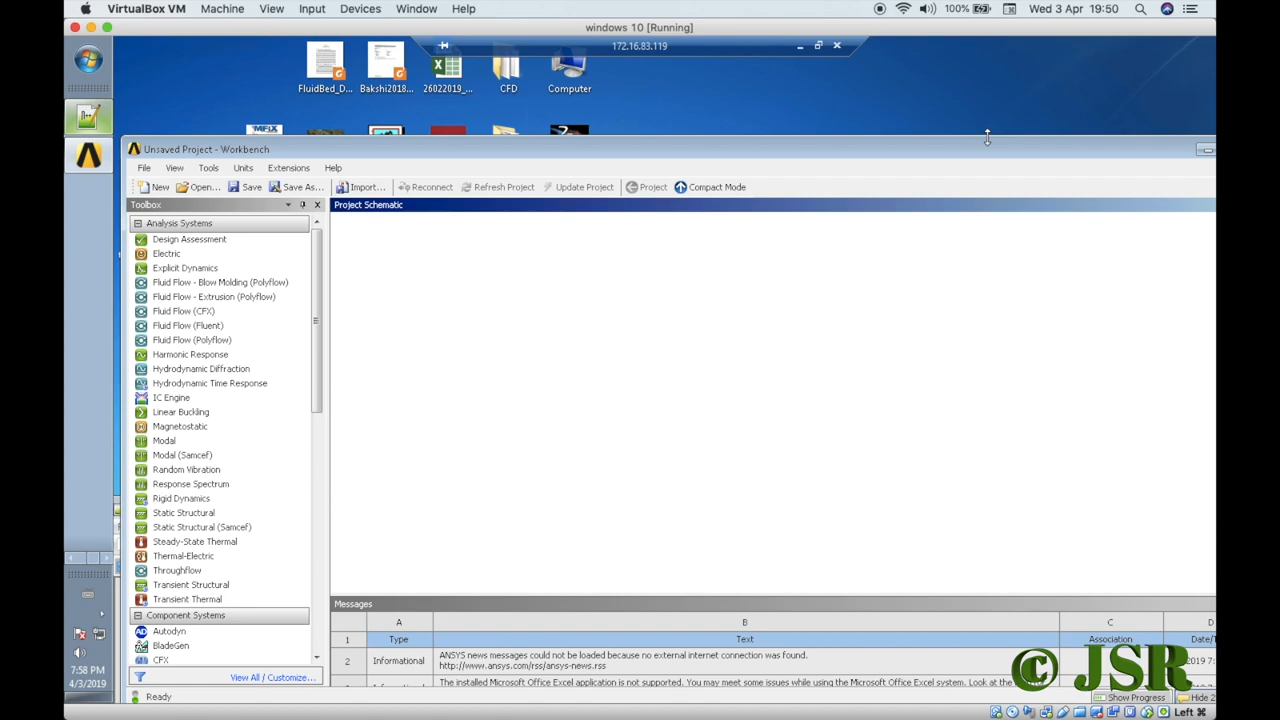 VirtualBox VM Machine View Input Devices Window Help 100% Wed 3 Apr 19:50
windows 10 [Running]
172.16.83.119
FluidBed_D... Bakshi2018... 26022019_... CFD Computer
MFIX
Unsaved Project - Workbench
File View Tools Units Extensions Help
New Open... Save Save As... Import... Reconnect Refresh Project Update Project Project Compact Mode
Toolbox
Project Schematic
Analysis Systems
Design Assessment
Electric
Explicit Dynamics
Fluid Flow - Blow Molding (Polyflow)
Fluid Flow - Extrusion (Polyflow)
Fluid Flow (CFX)
Fluid Flow (Fluent)
Fluid Flow (Polyflow)
Harmonic Response
Hydrodynamic Diffraction
Hydrodynamic Time Response
IC Engine
Linear Buckling
Magnetostatic
Modal
Modal (Samcef)
Random Vibration
Response Spectrum
Rigid Dynamics
Static Structural
Static Structural (Samcef)
Steady-State Thermal
Thermal-Electric
Throughflow
Transient Structural
Transient Thermal
Component Systems
Autodyn
BladeGen
CFX
View All / Customize...
Messages
A B C D
1 Type Text Association Date/T
2 Informational ANSYS news messages could not be loaded because no external internet connection was found.
http://www.ansys.com/rss/ansys-news.rss
The installed Microsoft Office Excel application is not supported. You may meet some issues on using the Microsoft Office Excel system. Look at the
2019 7:
© JSR
Ready
Show Progress Hide 2
7:58 PM
4/3/2019
Left ⌘